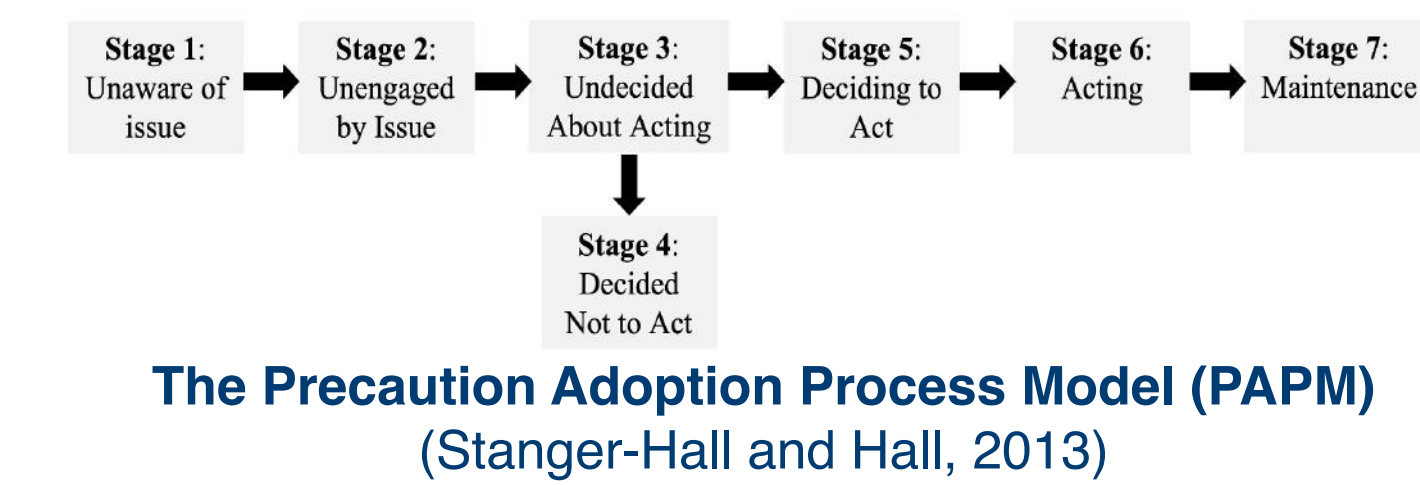 Stage 1:
Unaware of
issue
Stage 2:
Unengaged
by Issue
Stage 3:
Undecided
About Acting
Stage 5:
Deciding to
Act
Stage 6:
Acting
Stage 7:
Maintenance
Stage 4:
Decided
Not to Act
The Precaution Adoption Process Model (PAPM)
(Stanger-Hall and Hall, 2013)